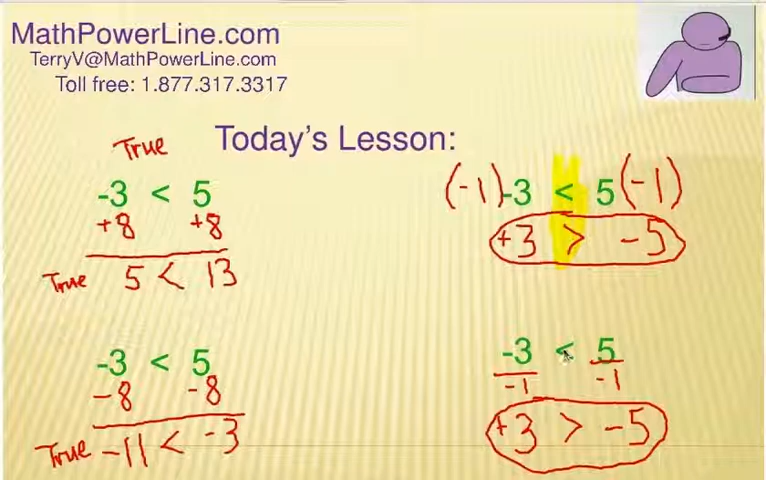 MathPowerLine.com
TerryV@MathPowerLine.com
Toll free: 1.877.317.3317
Today's Lesson:
True
-3 < 5
+8 +8
True 5 < 13
(-1)-3 < 5(-1)
+3 > -5
-3 < 5
-8 -8
True -11 < -3
-3 < 5
-1 -1
+3 > -5